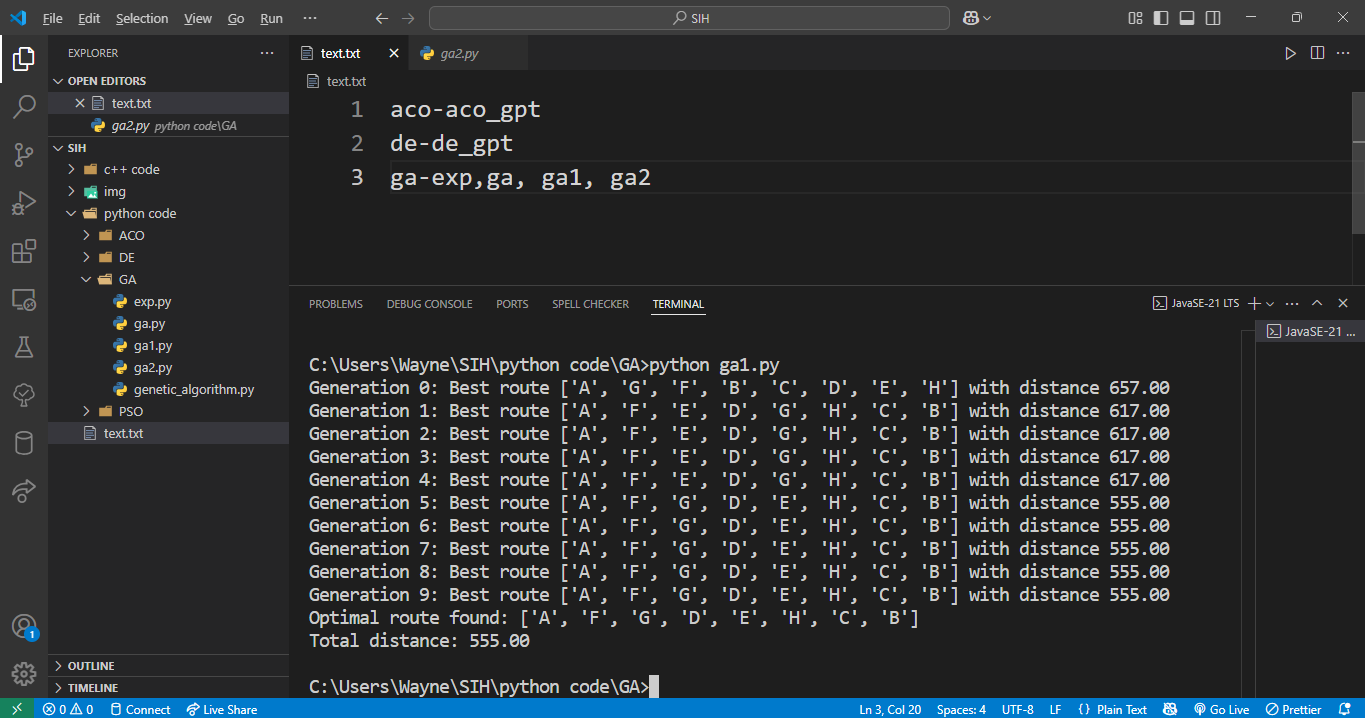 File Edit Selection View Go Run ··· SIH
EXPLORER ···
OPEN EDITORS
text.txt
ga2.py python code\GA
SIH
c++ code
img
python code
ACO
DE
GA
exp.py
ga.py
ga1.py
ga2.py
genetic_algorithm.py
PSO
text.txt
OUTLINE
TIMELINE
text.txt ga2.py
text.txt
1 aco-aco_gpt
2 de-de_gpt
3 ga-exp,ga, ga1, ga2
PROBLEMS DEBUG CONSOLE PORTS SPELL CHECKER TERMINAL JavaSE-21 LTS
JavaSE-21 ...
C:\Users\Wayne\SIH\python code\GA>python ga1.py
Generation 0: Best route ['A', 'G', 'F', 'B', 'C', 'D', 'E', 'H'] with distance 657.00
Generation 1: Best route ['A', 'F', 'E', 'D', 'G', 'H', 'C', 'B'] with distance 617.00
Generation 2: Best route ['A', 'F', 'E', 'D', 'G', 'H', 'C', 'B'] with distance 617.00
Generation 3: Best route ['A', 'F', 'E', 'D', 'G', 'H', 'C', 'B'] with distance 617.00
Generation 4: Best route ['A', 'F', 'E', 'D', 'G', 'H', 'C', 'B'] with distance 617.00
Generation 5: Best route ['A', 'F', 'G', 'D', 'E', 'H', 'C', 'B'] with distance 555.00
Generation 6: Best route ['A', 'F', 'G', 'D', 'E', 'H', 'C', 'B'] with distance 555.00
Generation 7: Best route ['A', 'F', 'G', 'D', 'E', 'H', 'C', 'B'] with distance 555.00
Generation 8: Best route ['A', 'F', 'G', 'D', 'E', 'H', 'C', 'B'] with distance 555.00
Generation 9: Best route ['A', 'F', 'G', 'D', 'E', 'H', 'C', 'B'] with distance 555.00
Optimal route found: ['A', 'F', 'G', 'D', 'E', 'H', 'C', 'B']
Total distance: 555.00
C:\Users\Wayne\SIH\python code\GA>
1
0 0 Connect Live Share Ln 3, Col 20 Spaces: 4 UTF-8 LF {} Plain Text Go Live Prettier